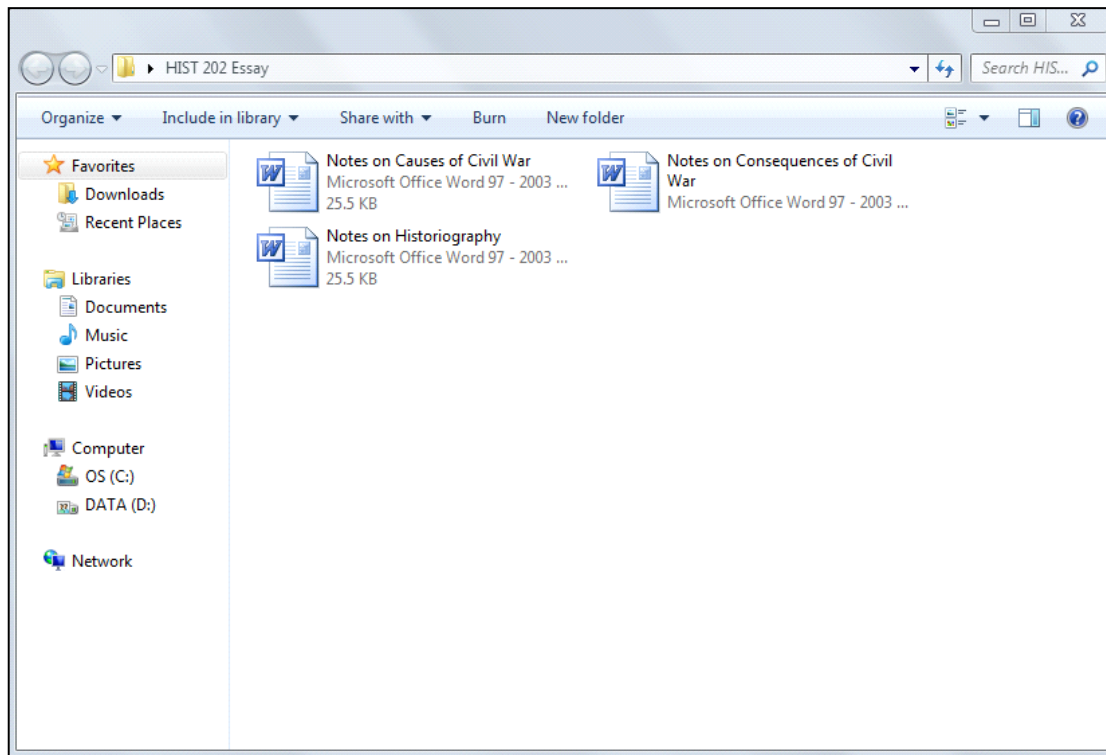 HIST 202 Essay
Search HIS...
Organize
Include in library
Share with
Burn
New folder
Favorites
Downloads
Recent Places
Libraries
Documents
Music
Pictures
Videos
Computer
OS (C:)
DATA (D:)
Network
Notes on Causes of Civil War
Microsoft Office Word 97 - 2003 ...
25.5 KB
Notes on Consequences of Civil
War
Microsoft Office Word 97 - 2003 ...
Notes on Historiography
Microsoft Office Word 97 - 2003 ...
25.5 KB